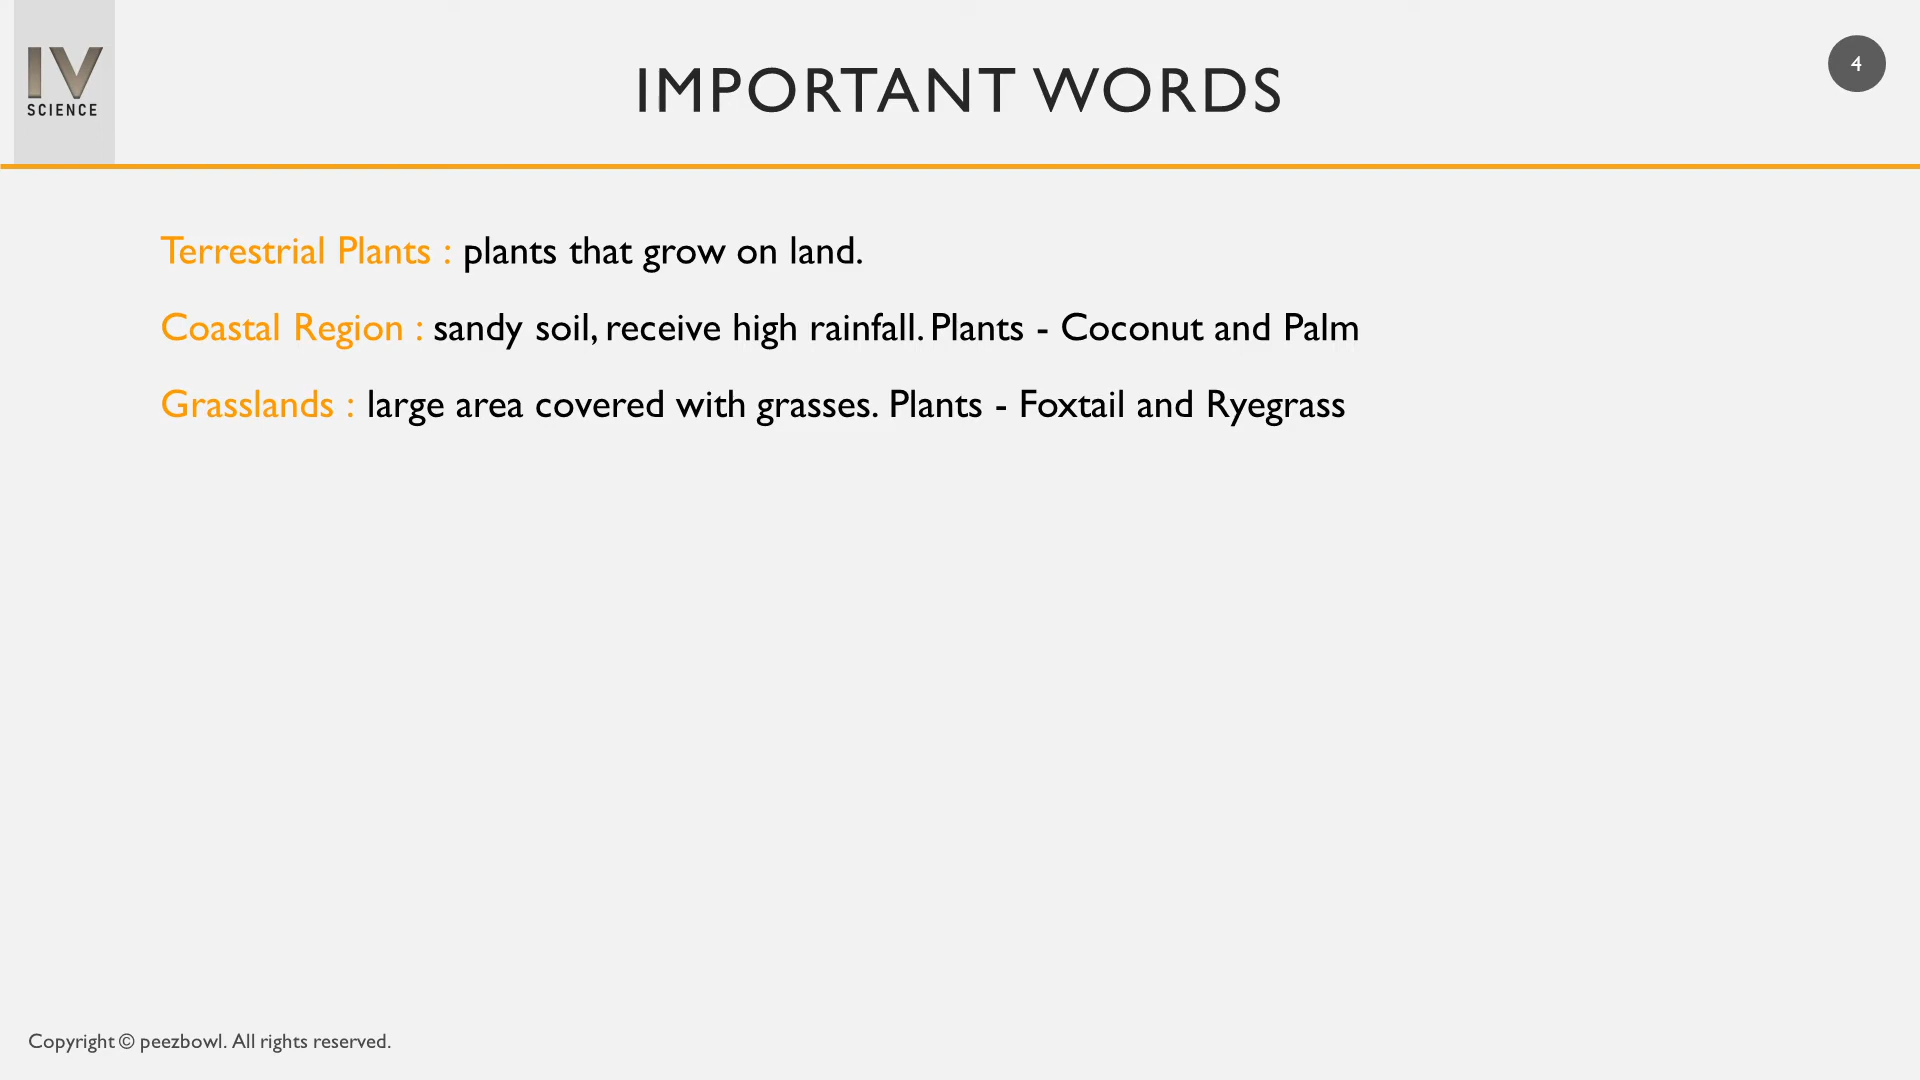 IV
SCIENCE
IMPORTANT WORDS
4
Terrestrial Plants : plants that grow on land.
Coastal Region : sandy soil, receive high rainfall. Plants - Coconut and Palm
Grasslands : large area covered with grasses. Plants - Foxtail and Ryegrass
Copyright © peezbowl. All rights reserved.